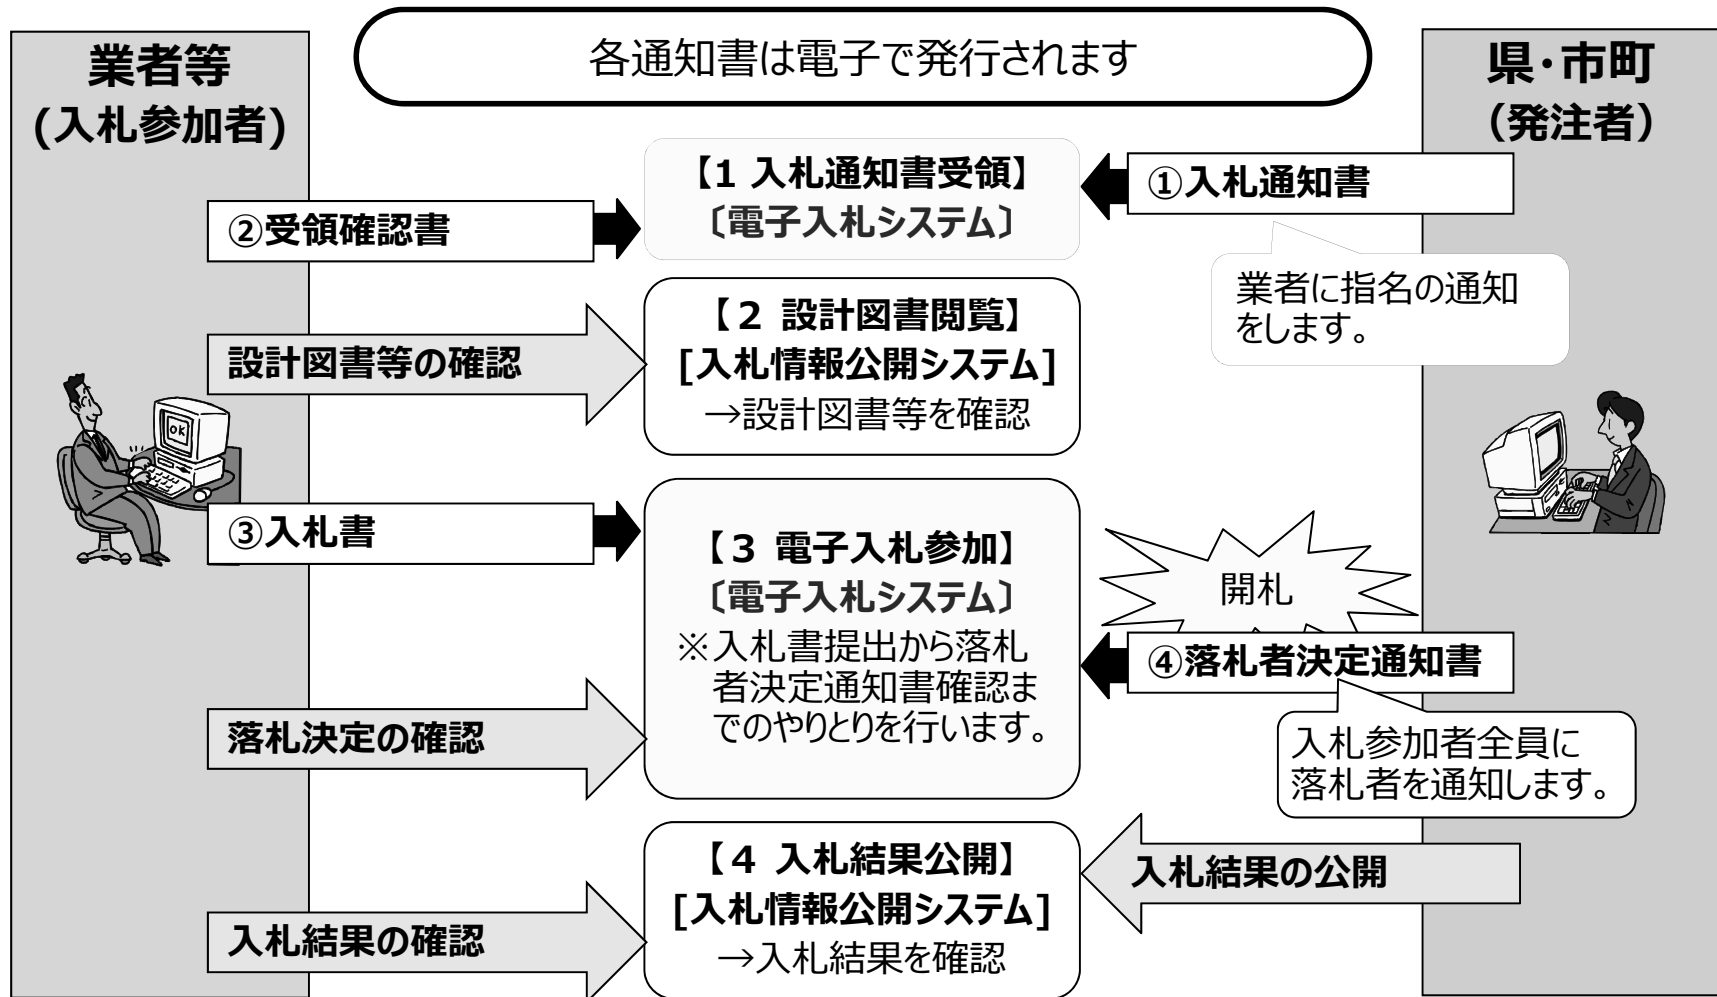 各通知書は電子で発行されます
業者等
(入札参加者)
県・市町
（発注者）
【1 入札通知書受領】
〔電子入札システム〕
①入札通知書
②受領確認書
業者に指名の通知
をします。
【2 設計図書閲覧】
[入札情報公開システム]
→設計図書等を確認
設計図書等の確認
OK
③入札書
【3 電子入札参加】
〔電子入札システム〕
※入札書提出から落札
者決定通知書確認ま
でのやりとりを行います。
開札
④落札者決定通知書
落札決定の確認
入札参加者全員に
落札者を通知します。
【4 入札結果公開】
[入札情報公開システム]
→入札結果を確認
入札結果の公開
入札結果の確認